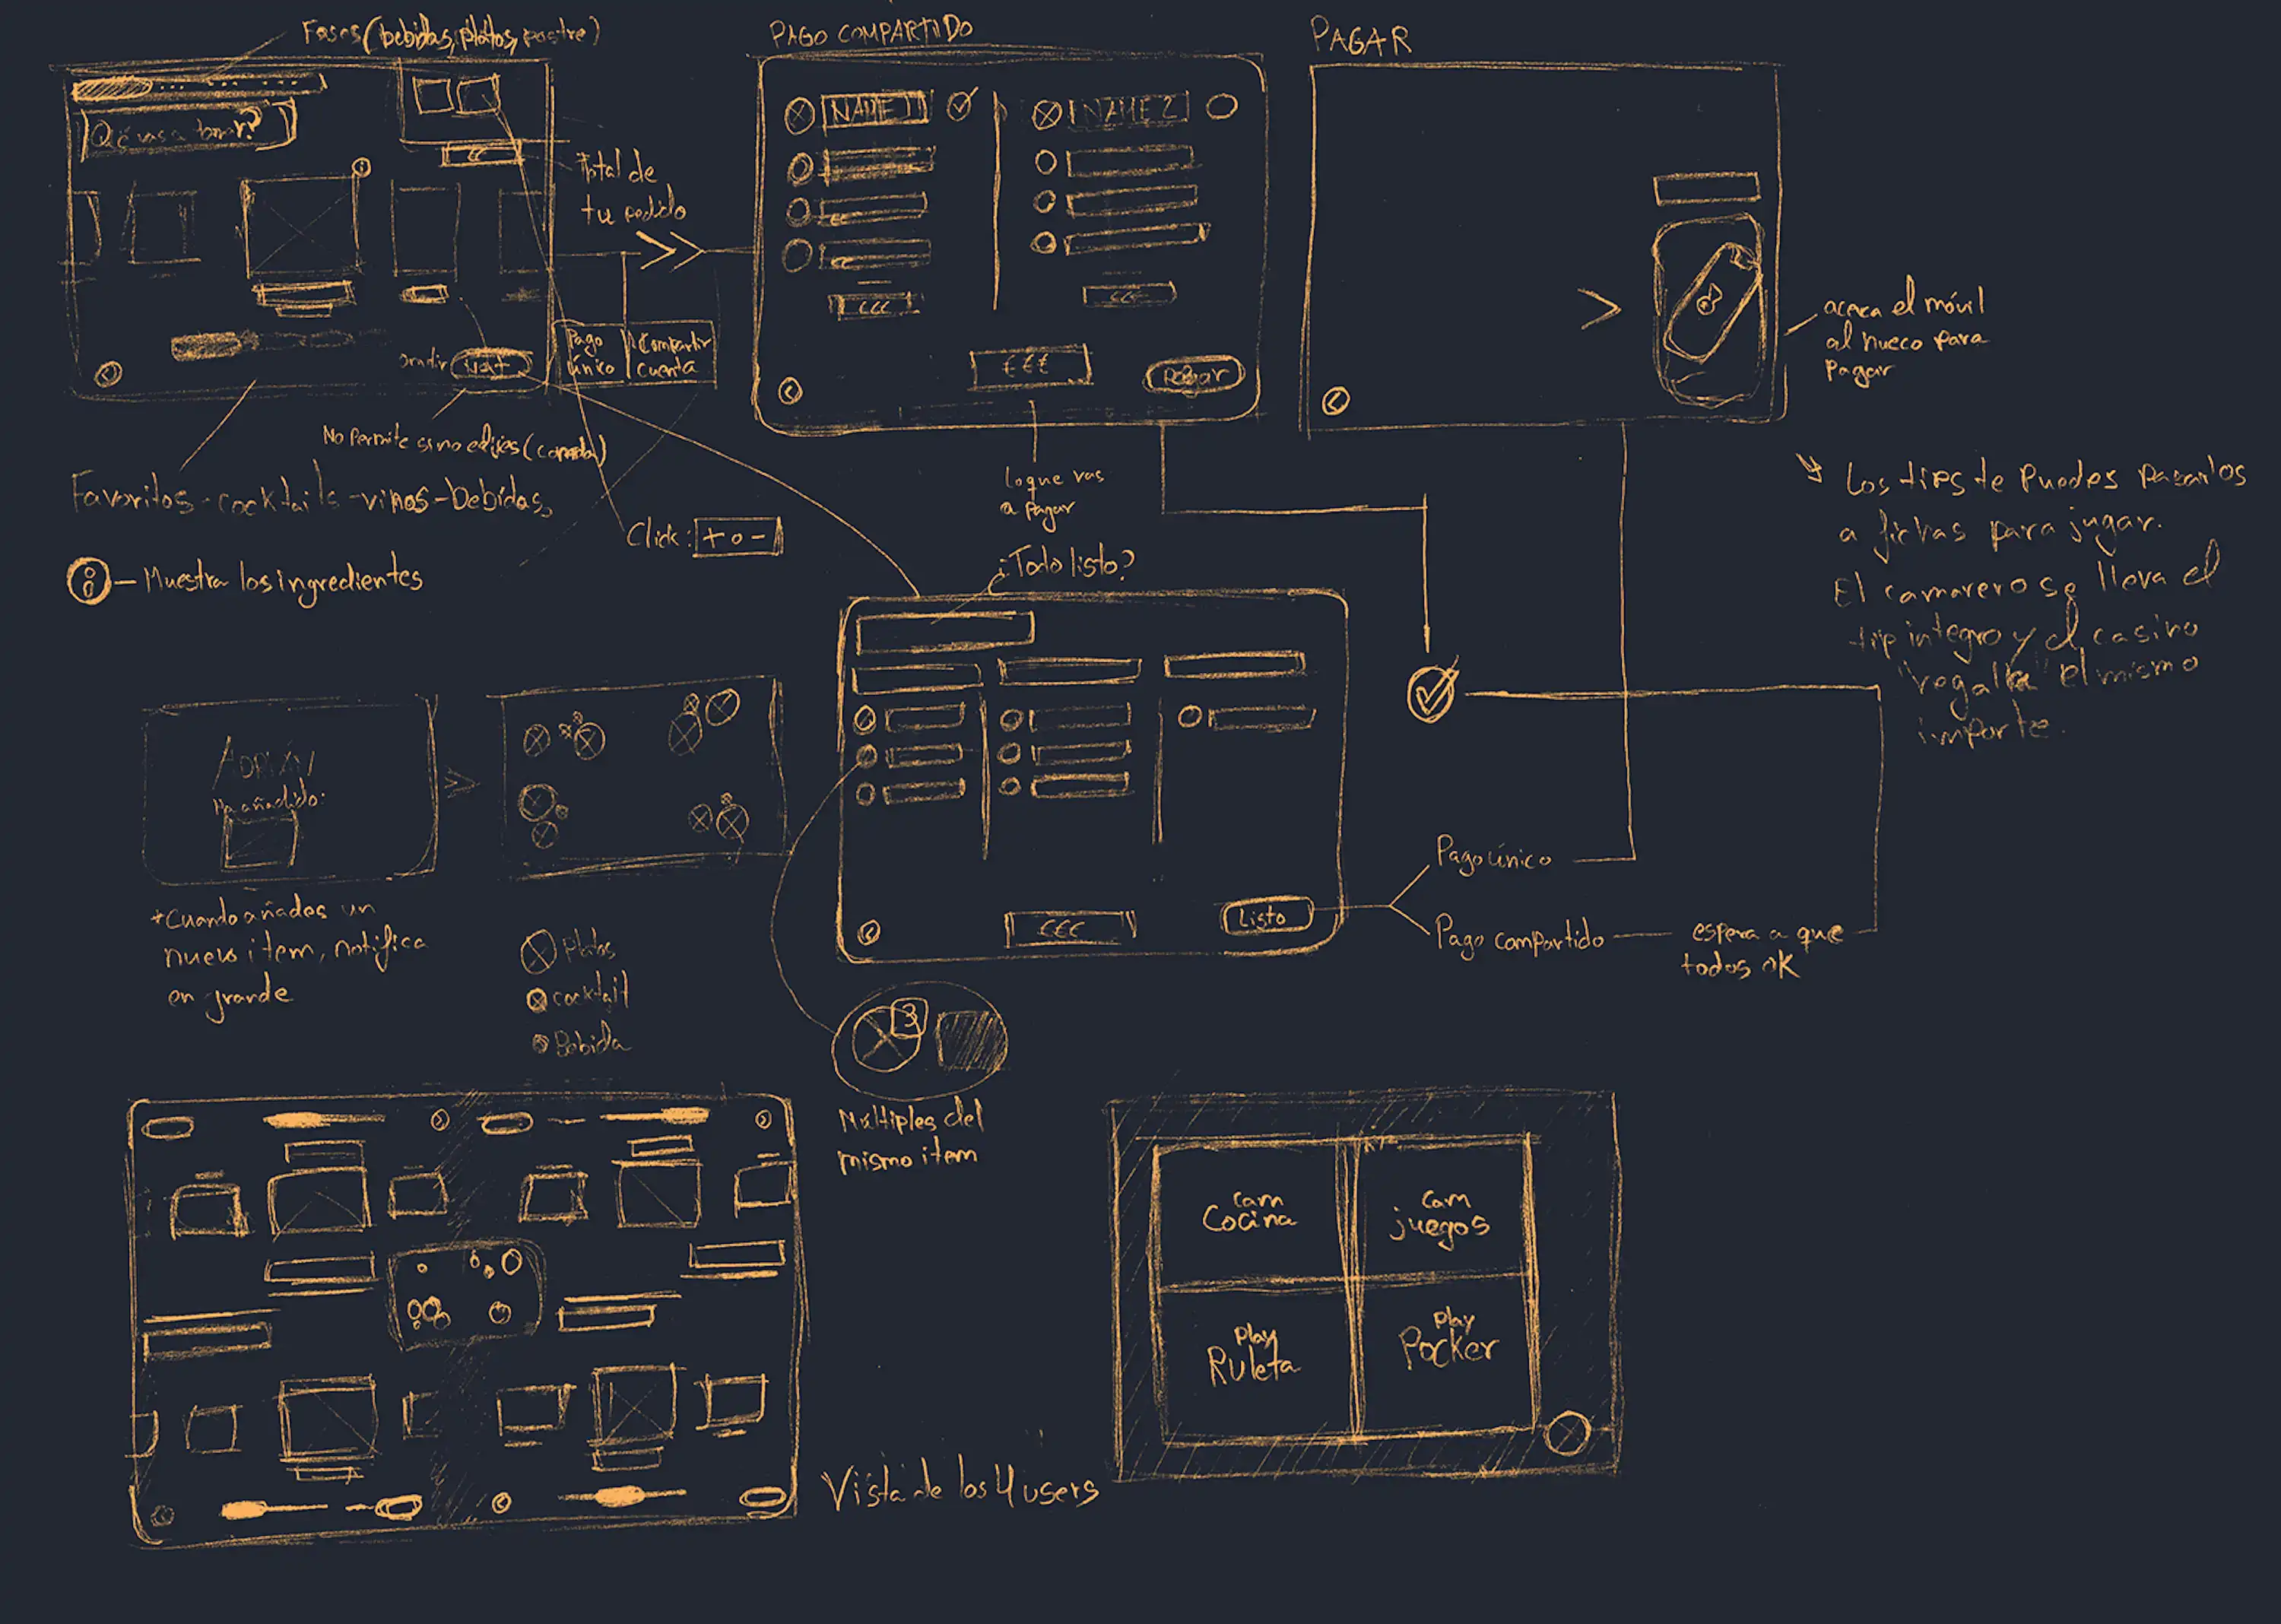 Fases (bebidas, platos, postre)
Qé vas a tomar?
Total de
tu pedido
Pago
único
Compartir
cuenta
next
No permite si no eliges (comida)
Favoritos - cocktails - vinos - bebidas,
i - Muestra los ingredientes
Click: + o -
PAGO COMPARTIDO
NAME 1
NAME 2
€€€
€€€
€€€
Pagar
Lo que vas
a pagar
PAGAR
acerca el móvil
al hueco para
pagar
Los tips te puedes pasarlos
a fichas para jugar.
El camarero se lleva el
tip integro y el casino
"regala" el mismo
importe.
¿Todo listo?
€€€
Listo
Pago único
Pago compartido
espera a que
todos OK
ADRIÁN
Ha añadido:
*Cuando añades un
nuevo item, notifica
en grande
Platos
cocktail
Bebida
3
Múltiples del
mismo item
Vista de los 4 users
cam
Cocina
cam
juegos
play
Ruleta
play
Pocker